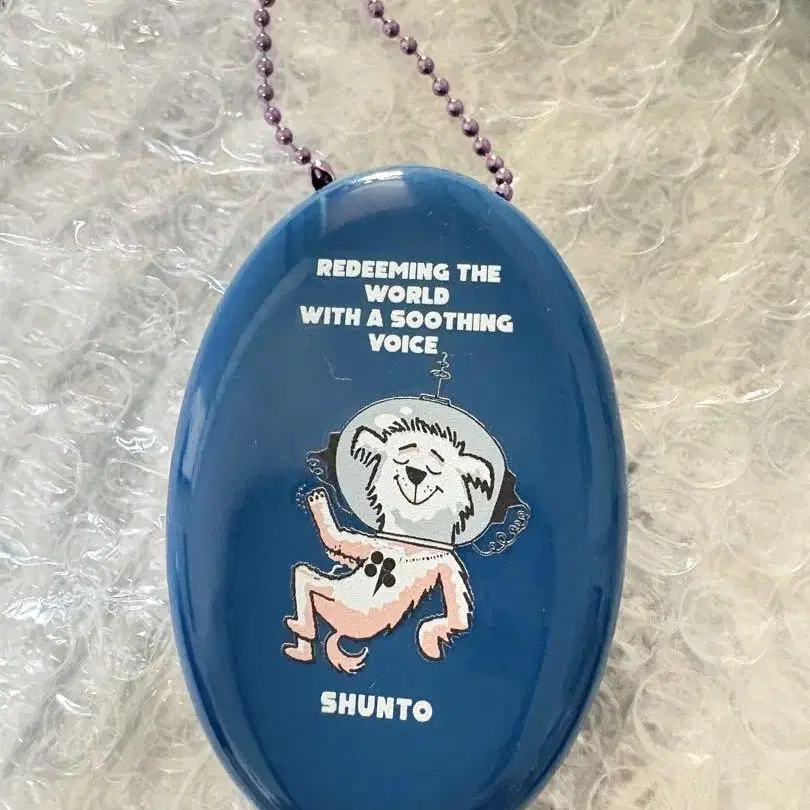 REDEEMING THE
WORLD
WITH A SOOTHING
VOICE
SHUNTO